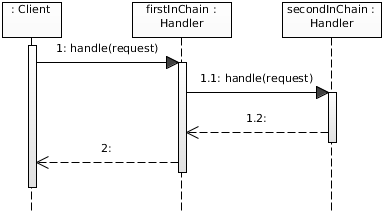 : Client
firstInChain :
Handler
secondInChain :
Handler
1: handle(request)
1.1: handle(request)
1.2:
2: